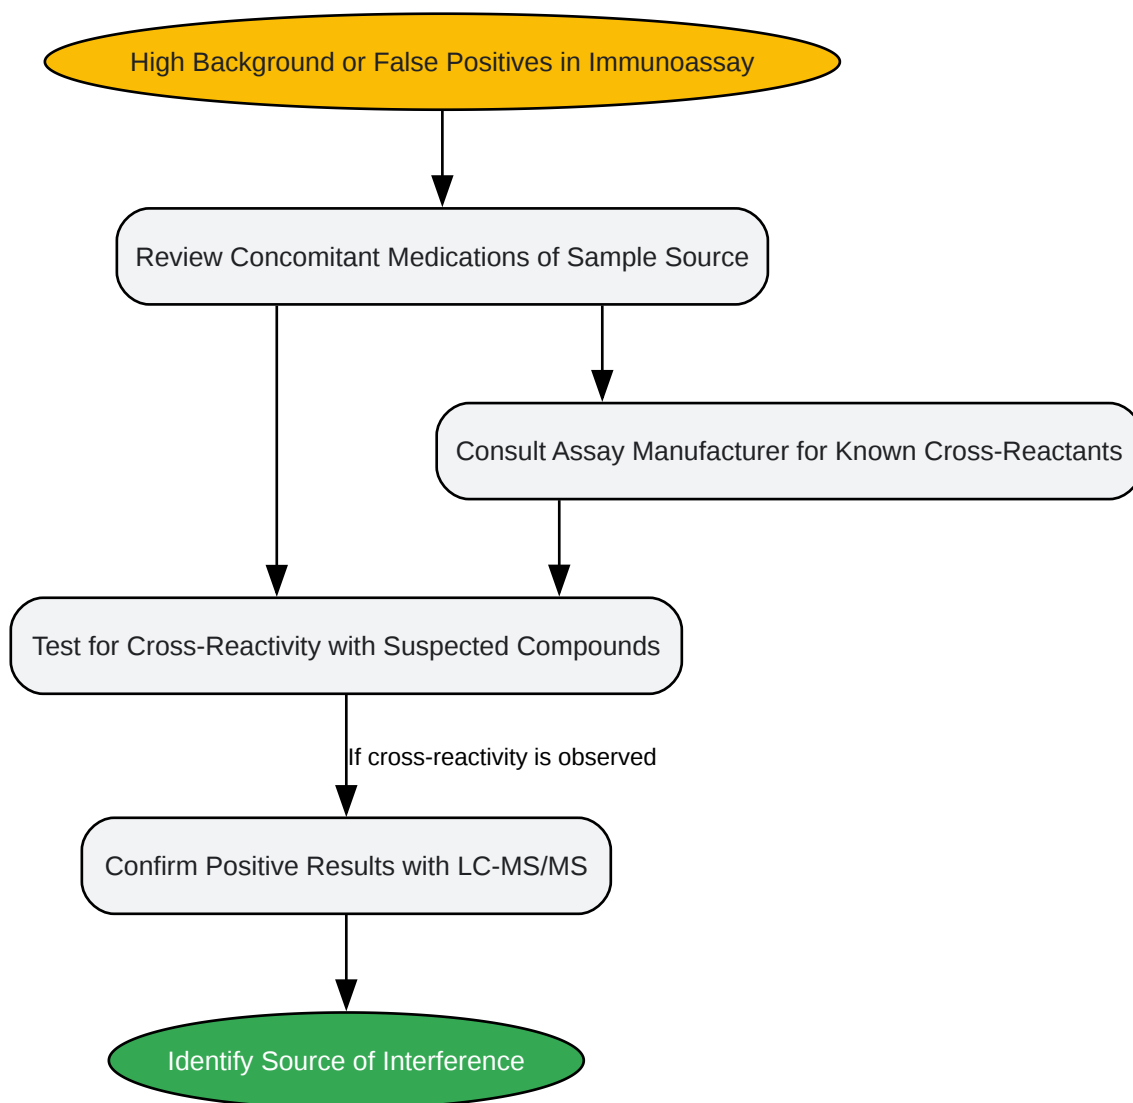 High Background or False Positives in Immunoassay
Review Concomitant Medications of Sample Source
Consult Assay Manufacturer for Known Cross-Reactants
Test for Cross-Reactivity with Suspected Compounds
If cross-reactivity is observed
Confirm Positive Results with LC-MS/MS
Identify Source of Interference